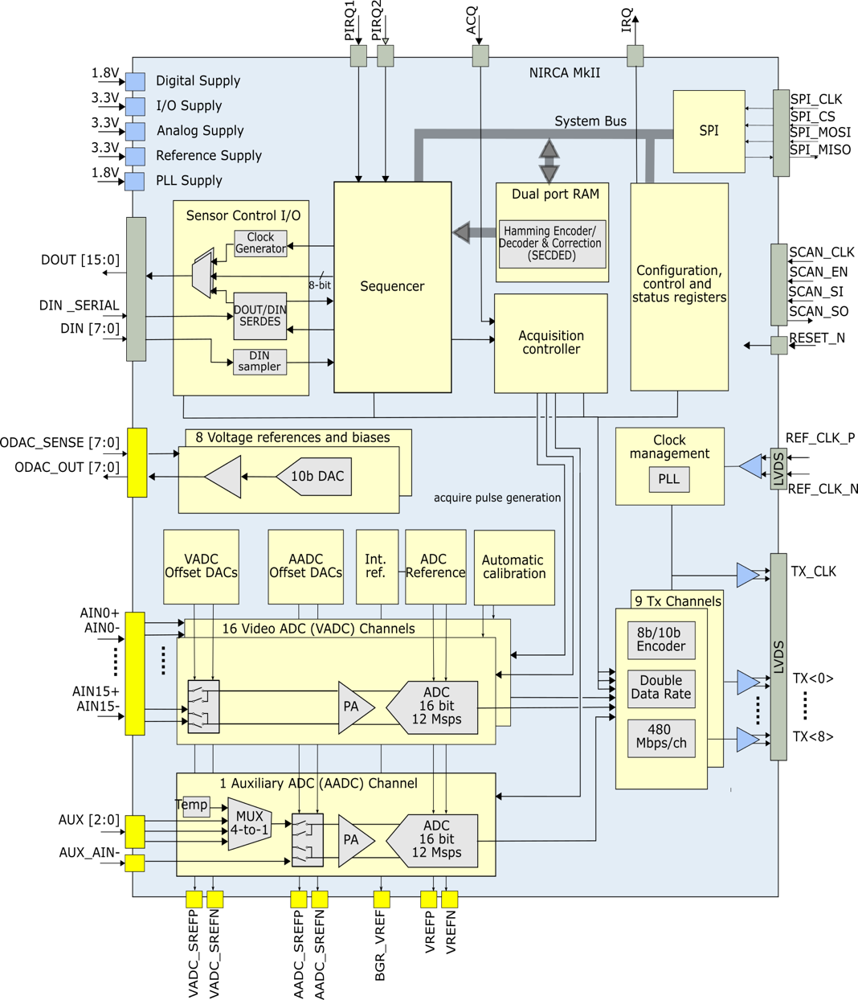 PIRQ1
PIRQ2
ACQ
IRQ
NIRCA MkII
1.8V
Digital Supply
3.3V
I/O Supply
3.3V
Analog Supply
3.3V
Reference Supply
1.8V
PLL Supply
System Bus
SPI
SPI_CLK
SPI_CS
SPI_MOSI
SPI_MISO
Sensor Control I/O
Clock
Generator
8-bit
DOUT/DIN
SERDES
DIN
sampler
DOUT [15:0]
DIN _SERIAL
DIN [7:0]
Sequencer
Dual port RAM
Hamming Encoder/
Decoder & Correction
(SECDED)
Acquisition
controller
Configuration,
control and
status registers
SCAN_CLK
SCAN_EN
SCAN_SI
SCAN_SO
RESET_N
ODAC_SENSE [7:0]
ODAC_OUT [7:0]
8 Voltage references and biases
10b DAC
acquire pulse generation
Clock
management
PLL
LVDS
REF_CLK_P
REF_CLK_N
VADC
Offset DACs
AADC
Offset DACs
Int.
ref.
ADC
Reference
Automatic
calibration
TX_CLK
9 Tx Channels
8b/10b
Encoder
Double
Data Rate
480
Mbps/ch
LVDS
TX<0>
TX<8>
AIN0+
AIN0-
AIN15+
AIN15-
16 Video ADC (VADC) Channels
PA
ADC
16 bit
12 Msps
1 Auxiliary ADC (AADC) Channel
Temp
MUX
4-to-1
PA
ADC
16 bit
12 Msps
AUX [2:0]
AUX_AIN-
VADC_SREFP
VADC_SREFN
AADC_SREFP
AADC_SREFN
BGR_VREF
VREFP
VREFN